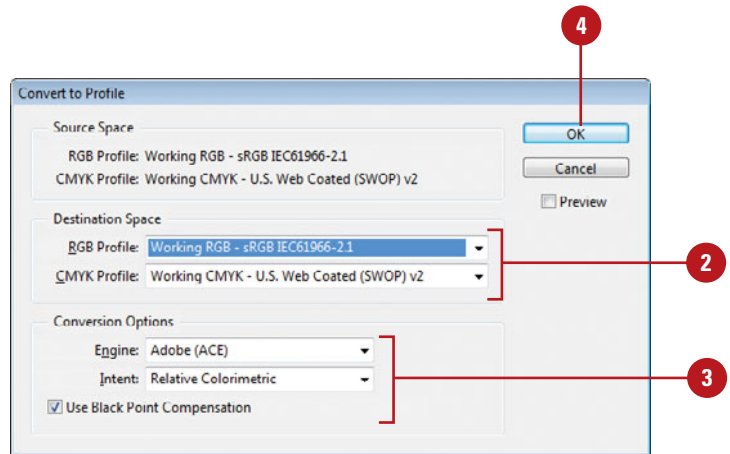 4
Convert to Profile
Source Space
RGB Profile: Working RGB - sRGB IEC61966-2.1
CMYK Profile: Working CMYK - U.S. Web Coated (SWOP) v2
OK
Cancel
Preview
Destination Space
RGB Profile: Working RGB - sRGB IEC61966-2.1
CMYK Profile: Working CMYK - U.S. Web Coated (SWOP) v2
2
Conversion Options
Engine: Adobe (ACE)
Intent: Relative Colorimetric
3
Use Black Point Compensation